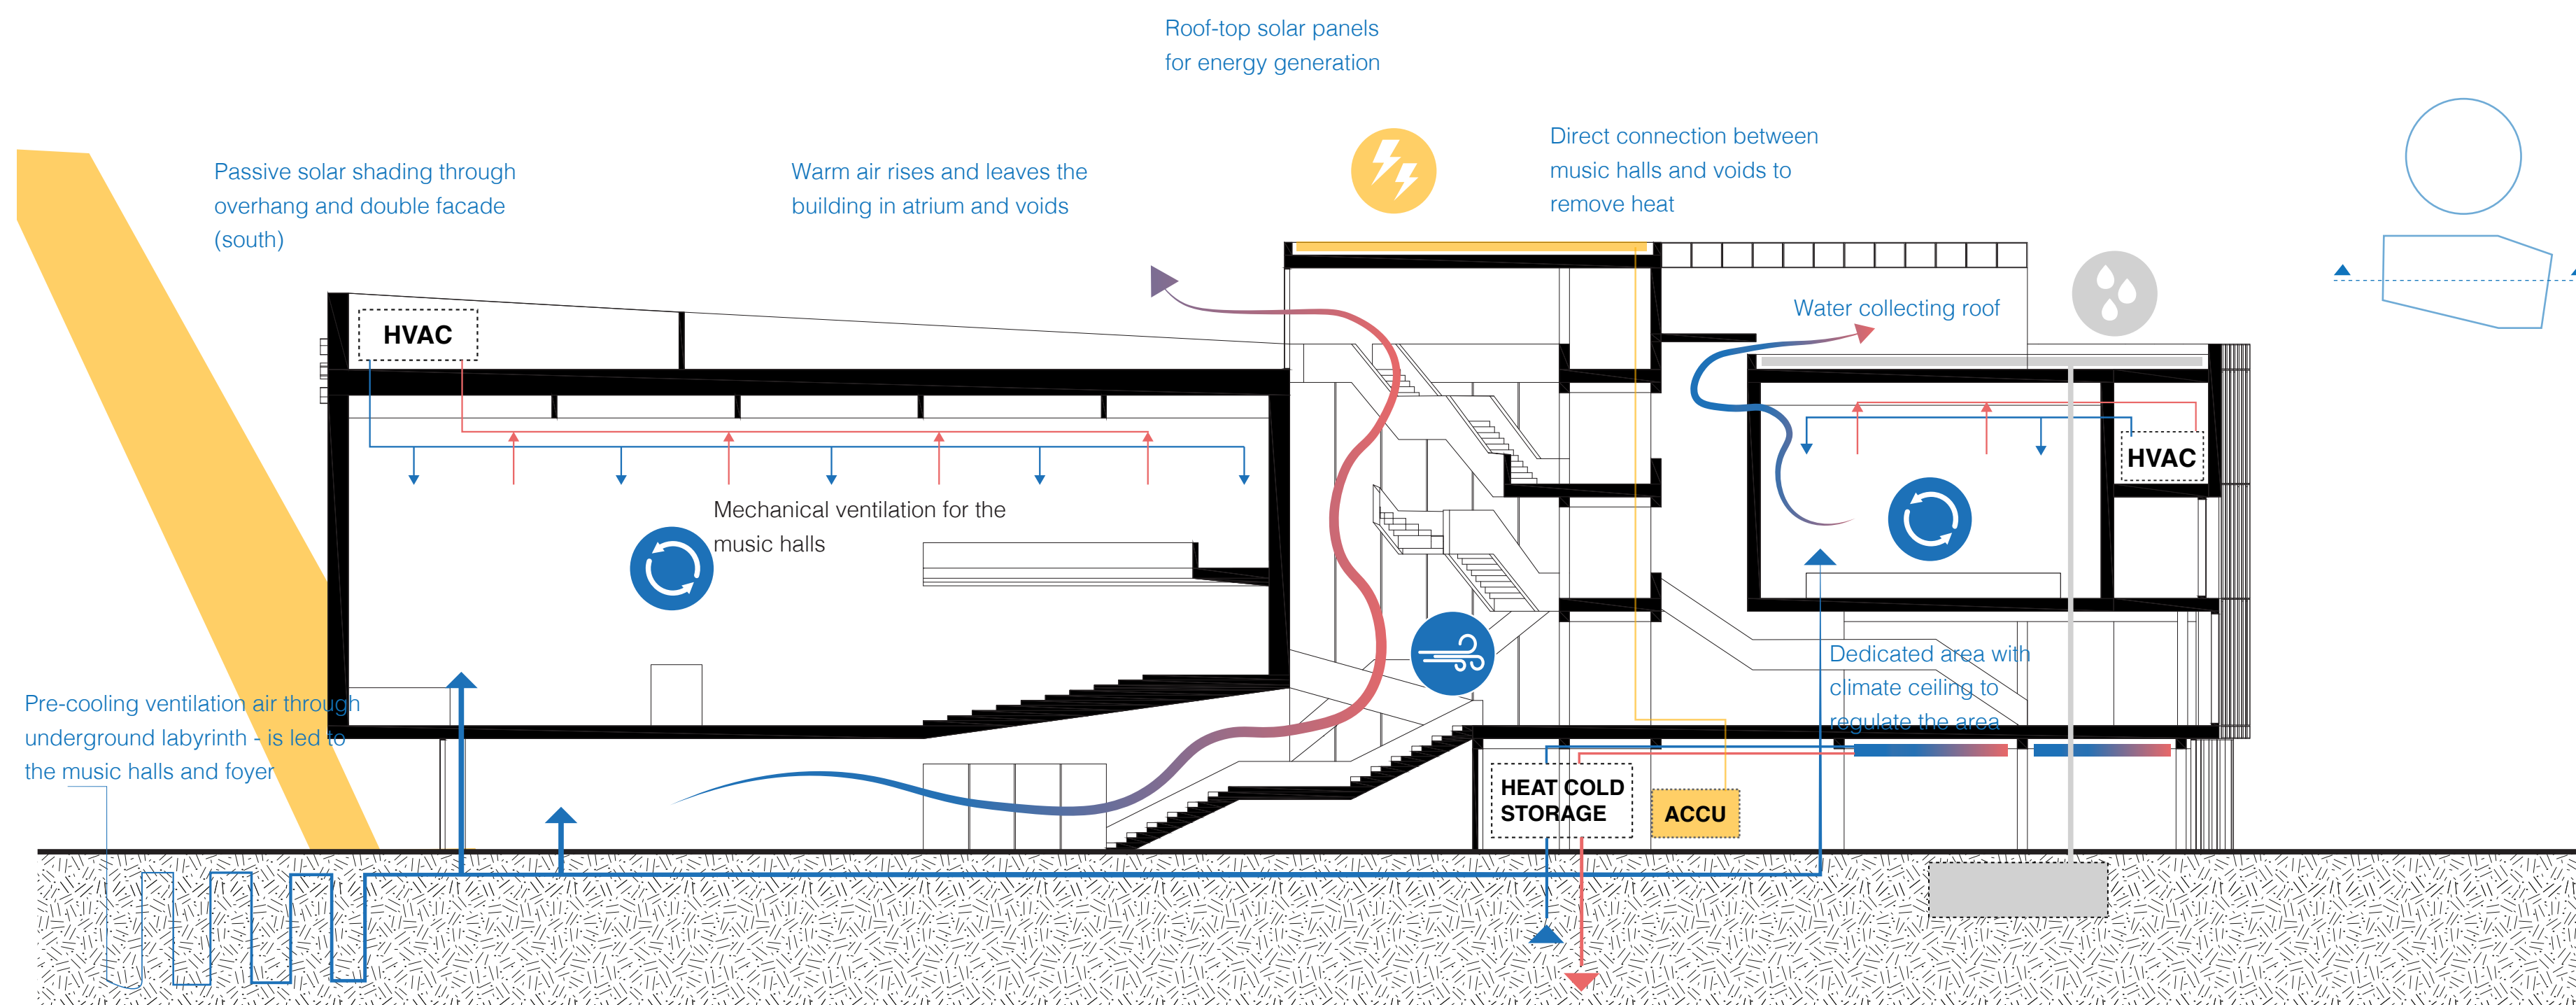 Roof-top solar panels
for energy generation
Passive solar shading through
overhang and double facade
(south)
Warm air rises and leaves the
building in atrium and voids
Direct connection between
music halls and voids to
remove heat
Water collecting roof
HVAC
HVAC
Mechanical ventilation for the
music halls
Pre-cooling ventilation air through
underground labyrinth - is led to
the music halls and foyer
Dedicated area with
climate ceiling to
regulate the area
HEAT COLD
STORAGE
ACCU